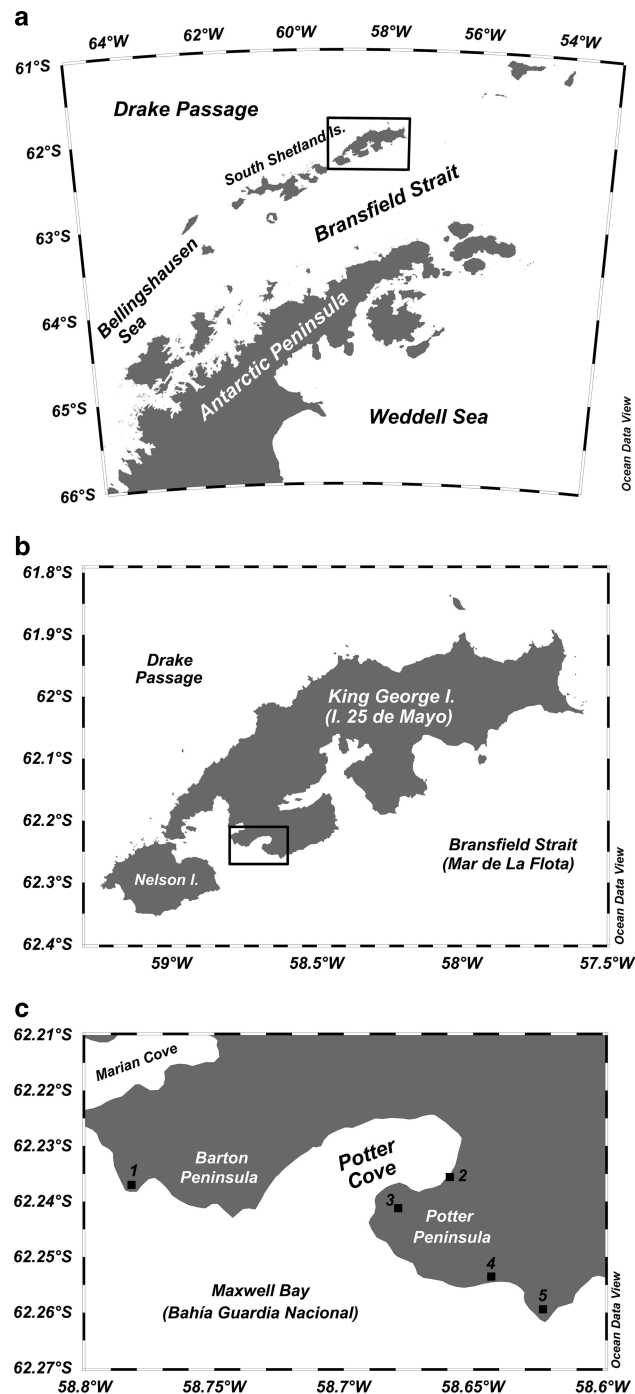 a
64°W 62°W 60°W 58°W 56°W 54°W
61°S
Drake Passage
62°S
South Shetland Is.
Bransfield Strait
63°S
Bellingshausen
Sea
64°S
Antarctic Peninsula
65°S
Weddell Sea
66°S
Ocean Data View
b
61.8°S
61.9°S
Drake
Passage
62°S
King George I.
(I. 25 de Mayo)
62.1°S
62.2°S
Bransfield Strait
(Mar de La Flota)
62.3°S
Nelson I.
62.4°S
Ocean Data View
59°W 58.5°W 58°W 57.5°W
c
62.21°S
Marian Cove
62.22°S
62.23°S
Barton
Peninsula
Potter
Cove
1
2
62.24°S
3
Potter
Peninsula
62.25°S
4
Maxwell Bay
(Bahía Guardia Nacional)
5
62.26°S
62.27°S
Ocean Data View
58.8°W 58.75°W 58.7°W 58.65°W 58.6°W